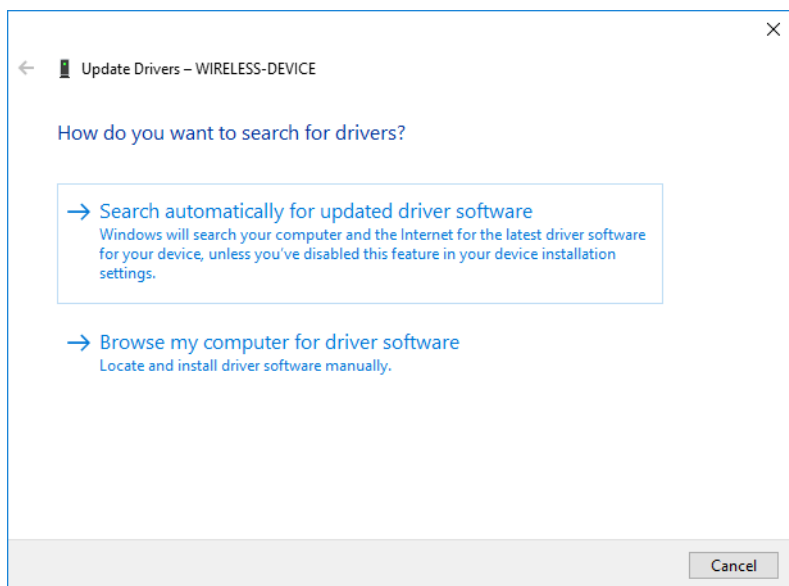 Update Drivers – WIRELESS-DEVICE
How do you want to search for drivers?
Search automatically for updated driver software
Windows will search your computer and the Internet for the latest driver software
for your device, unless you've disabled this feature in your device installation
settings.
Browse my computer for driver software
Locate and install driver software manually.
Cancel